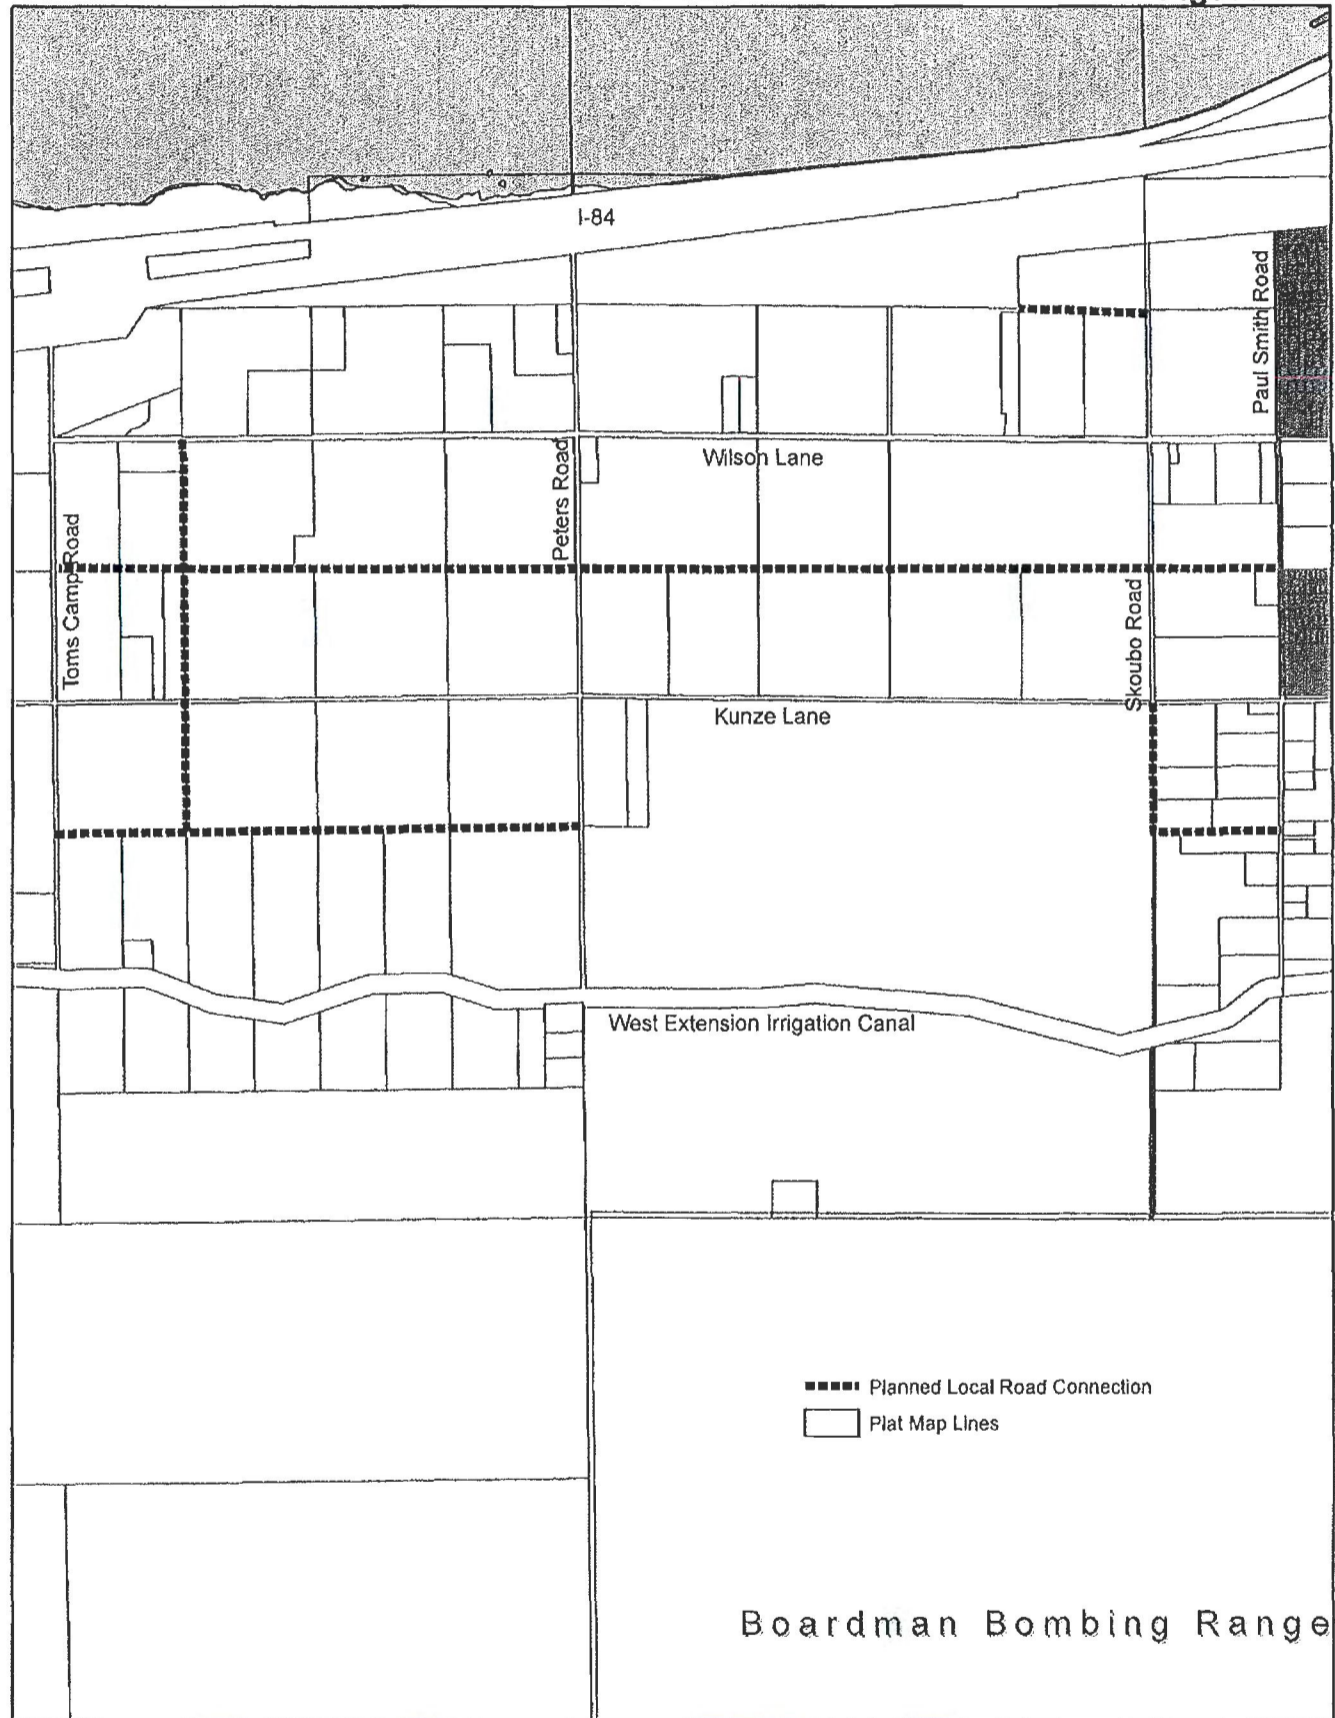 I-84
Paul Smith Road
Peters Road
Wilson Lane
Toms Camp Road
Skoubo Road
Kunze Lane
West Extension Irrigation Canal
Planned Local Road Connection
Plat Map Lines
Boardman Bombing Range